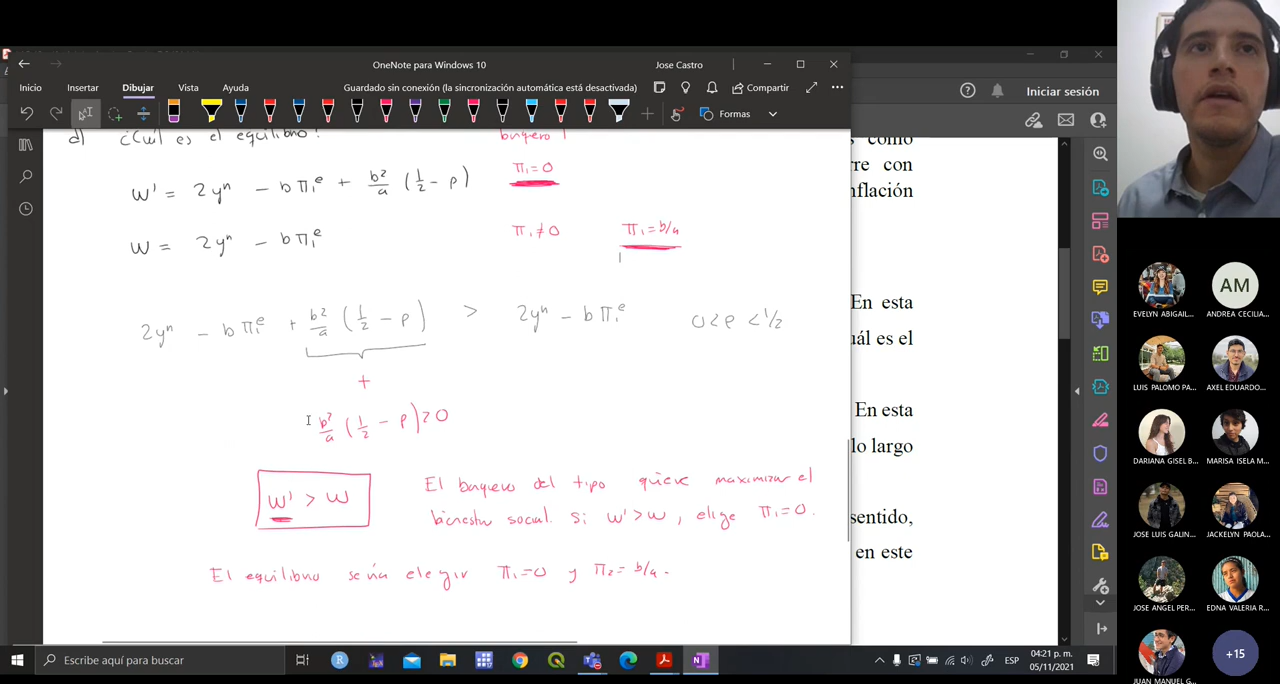 OneNote para Windows 10
Jose Castro
Inicio Insertar Dibujar Vista Ayuda
Guardado sin conexión (la sincronización automática está desactivada)
Compartir
Formas
Iniciar sesión
d) ¿Cuál es el equilibrio?
banquero 1
W' = 2yⁿ - bπ₁ᵉ + b²/a (1/2 - ρ)
π₁=0
W = 2yⁿ - bπ₁ᵉ
π₁≠0 π₁=b/a
2yⁿ - bπ₁ᵉ + b²/a (1/2 - ρ) > 2yⁿ - bπ₁ᵉ 0<ρ<1/2
+
b²/a (1/2 - ρ) > 0
W' > W
El banquero del tipo quiere maximizar el
bienestar social. Si W'>W, elige π₁=0.
El equilibrio sería elegir π₁=0 y π₂=b/a.
como
rre con
inflación
En esta
uál es el
En esta
lo largo
sentido,
en este
AM
EVELYN ABIGAIL...
ANDREA CECILIA...
LUIS PALOMO PA...
AXEL EDUARDO...
DARIANA GISEL B...
MARISA ISELA M...
JOSE LUIS GALIN...
JACKELYN PAOLA...
JOSE ANGEL PER...
EDNA VALERIA R...
JUAN MANUEL G...
+15
Escribe aquí para buscar
ESP
04:21 p. m.
05/11/2021